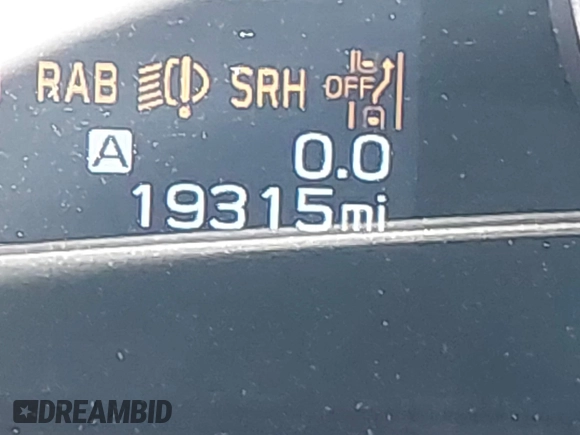 RAB SRH OFF
A 0.0
19315mi
DREAMBID